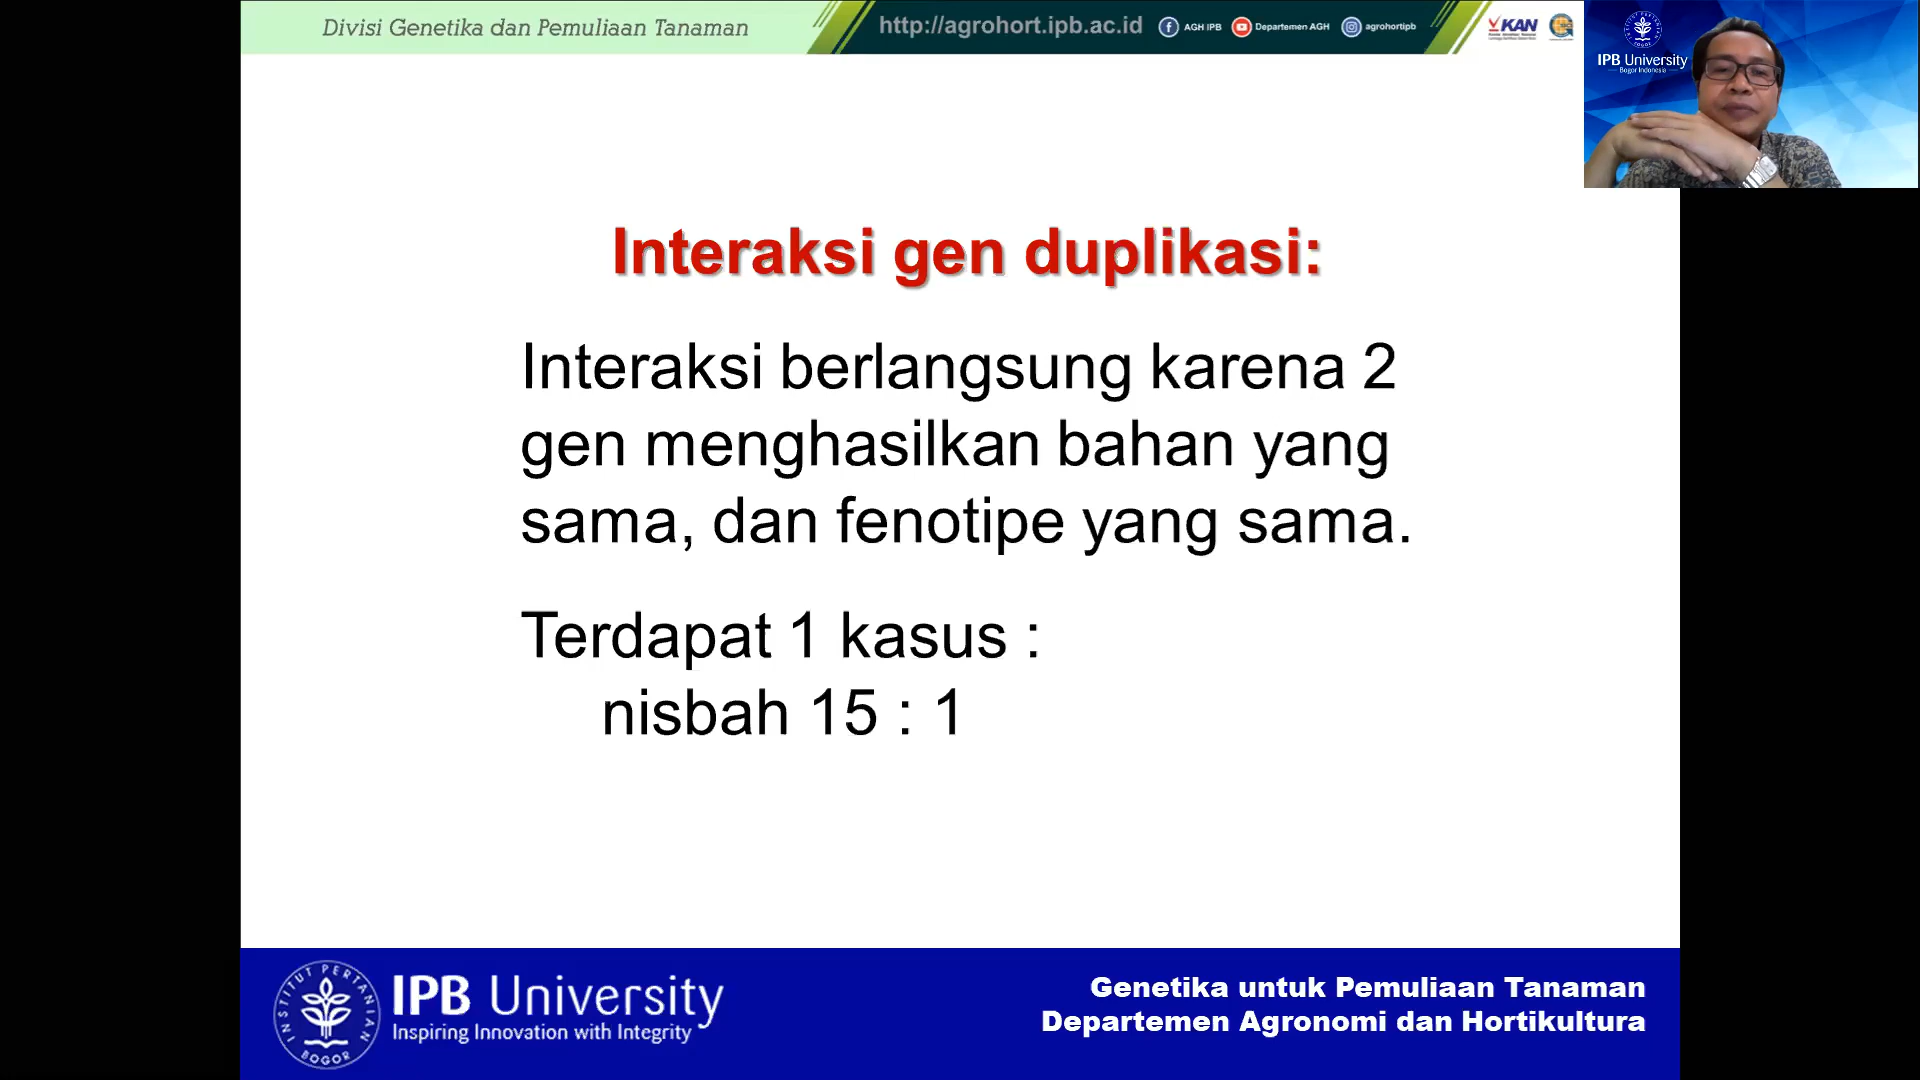 Divisi Genetika dan Pemuliaan Tanaman
http://agrohort.ipb.ac.id
AGH IPB
Departemen AGH
agrohortipb
KAN
IPB University
Bogor Indonesia
Interaksi gen duplikasi:
Interaksi berlangsung karena 2
gen menghasilkan bahan yang
sama, dan fenotipe yang sama.
Terdapat 1 kasus :
nisbah 15 : 1
INSTITUT PERTANIAN
BOGOR
IPB University
Inspiring Innovation with Integrity
Genetika untuk Pemuliaan Tanaman
Departemen Agronomi dan Hortikultura